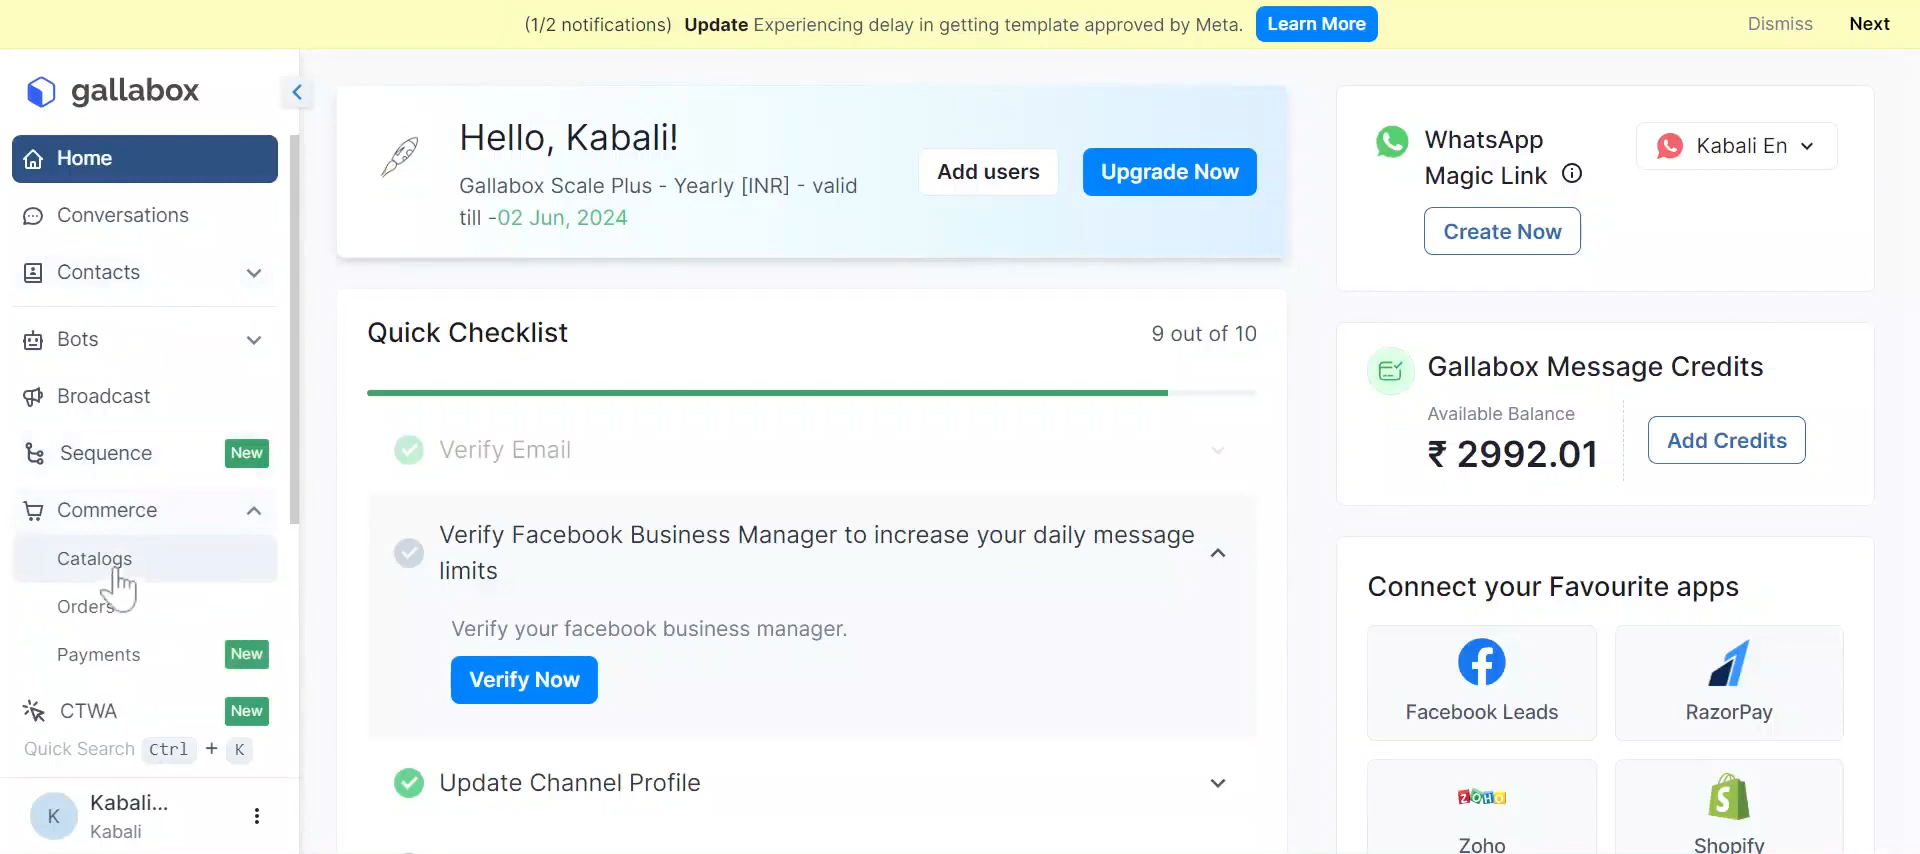 (1/2 notifications) Update Experiencing delay in getting template approved by Meta. Learn More Dismiss Next
gallabox
Home
Conversations
Contacts
Bots
Broadcast
Sequence New
Commerce
Catalogs
Orders
Payments New
CTWA New
Quick Search Ctrl + K
K
Kabali...
Kabali
Hello, Kabali!
Gallabox Scale Plus - Yearly [INR] - valid
till -02 Jun, 2024
Add users
Upgrade Now
Quick Checklist 9 out of 10
Verify Email
Verify Facebook Business Manager to increase your daily message
limits
Verify your facebook business manager.
Verify Now
Update Channel Profile
WhatsApp
Magic Link
Kabali En
Create Now
Gallabox Message Credits
Available Balance
₹ 2992.01
Add Credits
Connect your Favourite apps
Facebook Leads
RazorPay
ZOHO
Zoho
Shopify